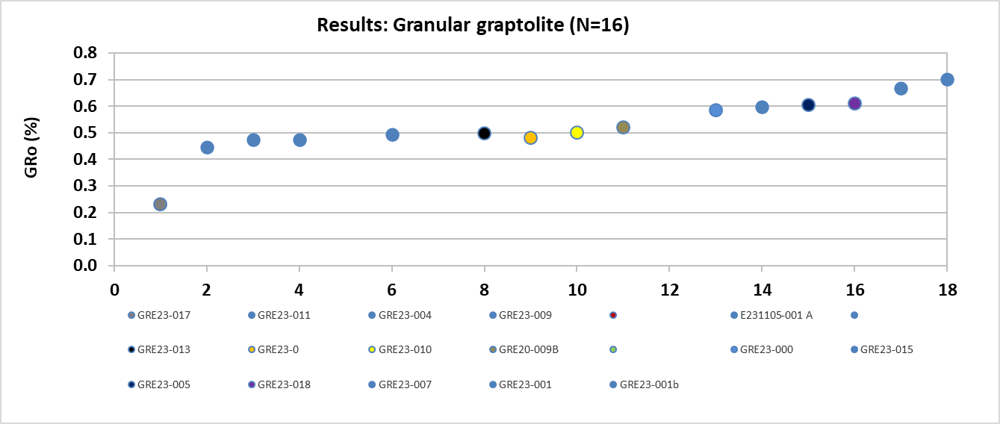 Results: Granular graptolite (N=16)
0.8
0.7
0.6
0.5
0.4
0.3
0.2
0.1
0.0
GRo (%)
0 2 4 6 8 10 12 14 16 18
GRE23-017 GRE23-011 GRE23-004 GRE23-009 E231105-001 A
GRE23-013 GRE23-0 GRE23-010 GRE20-009B GRE23-000 GRE23-015
GRE23-005 GRE23-018 GRE23-007 GRE23-001 GRE23-001b